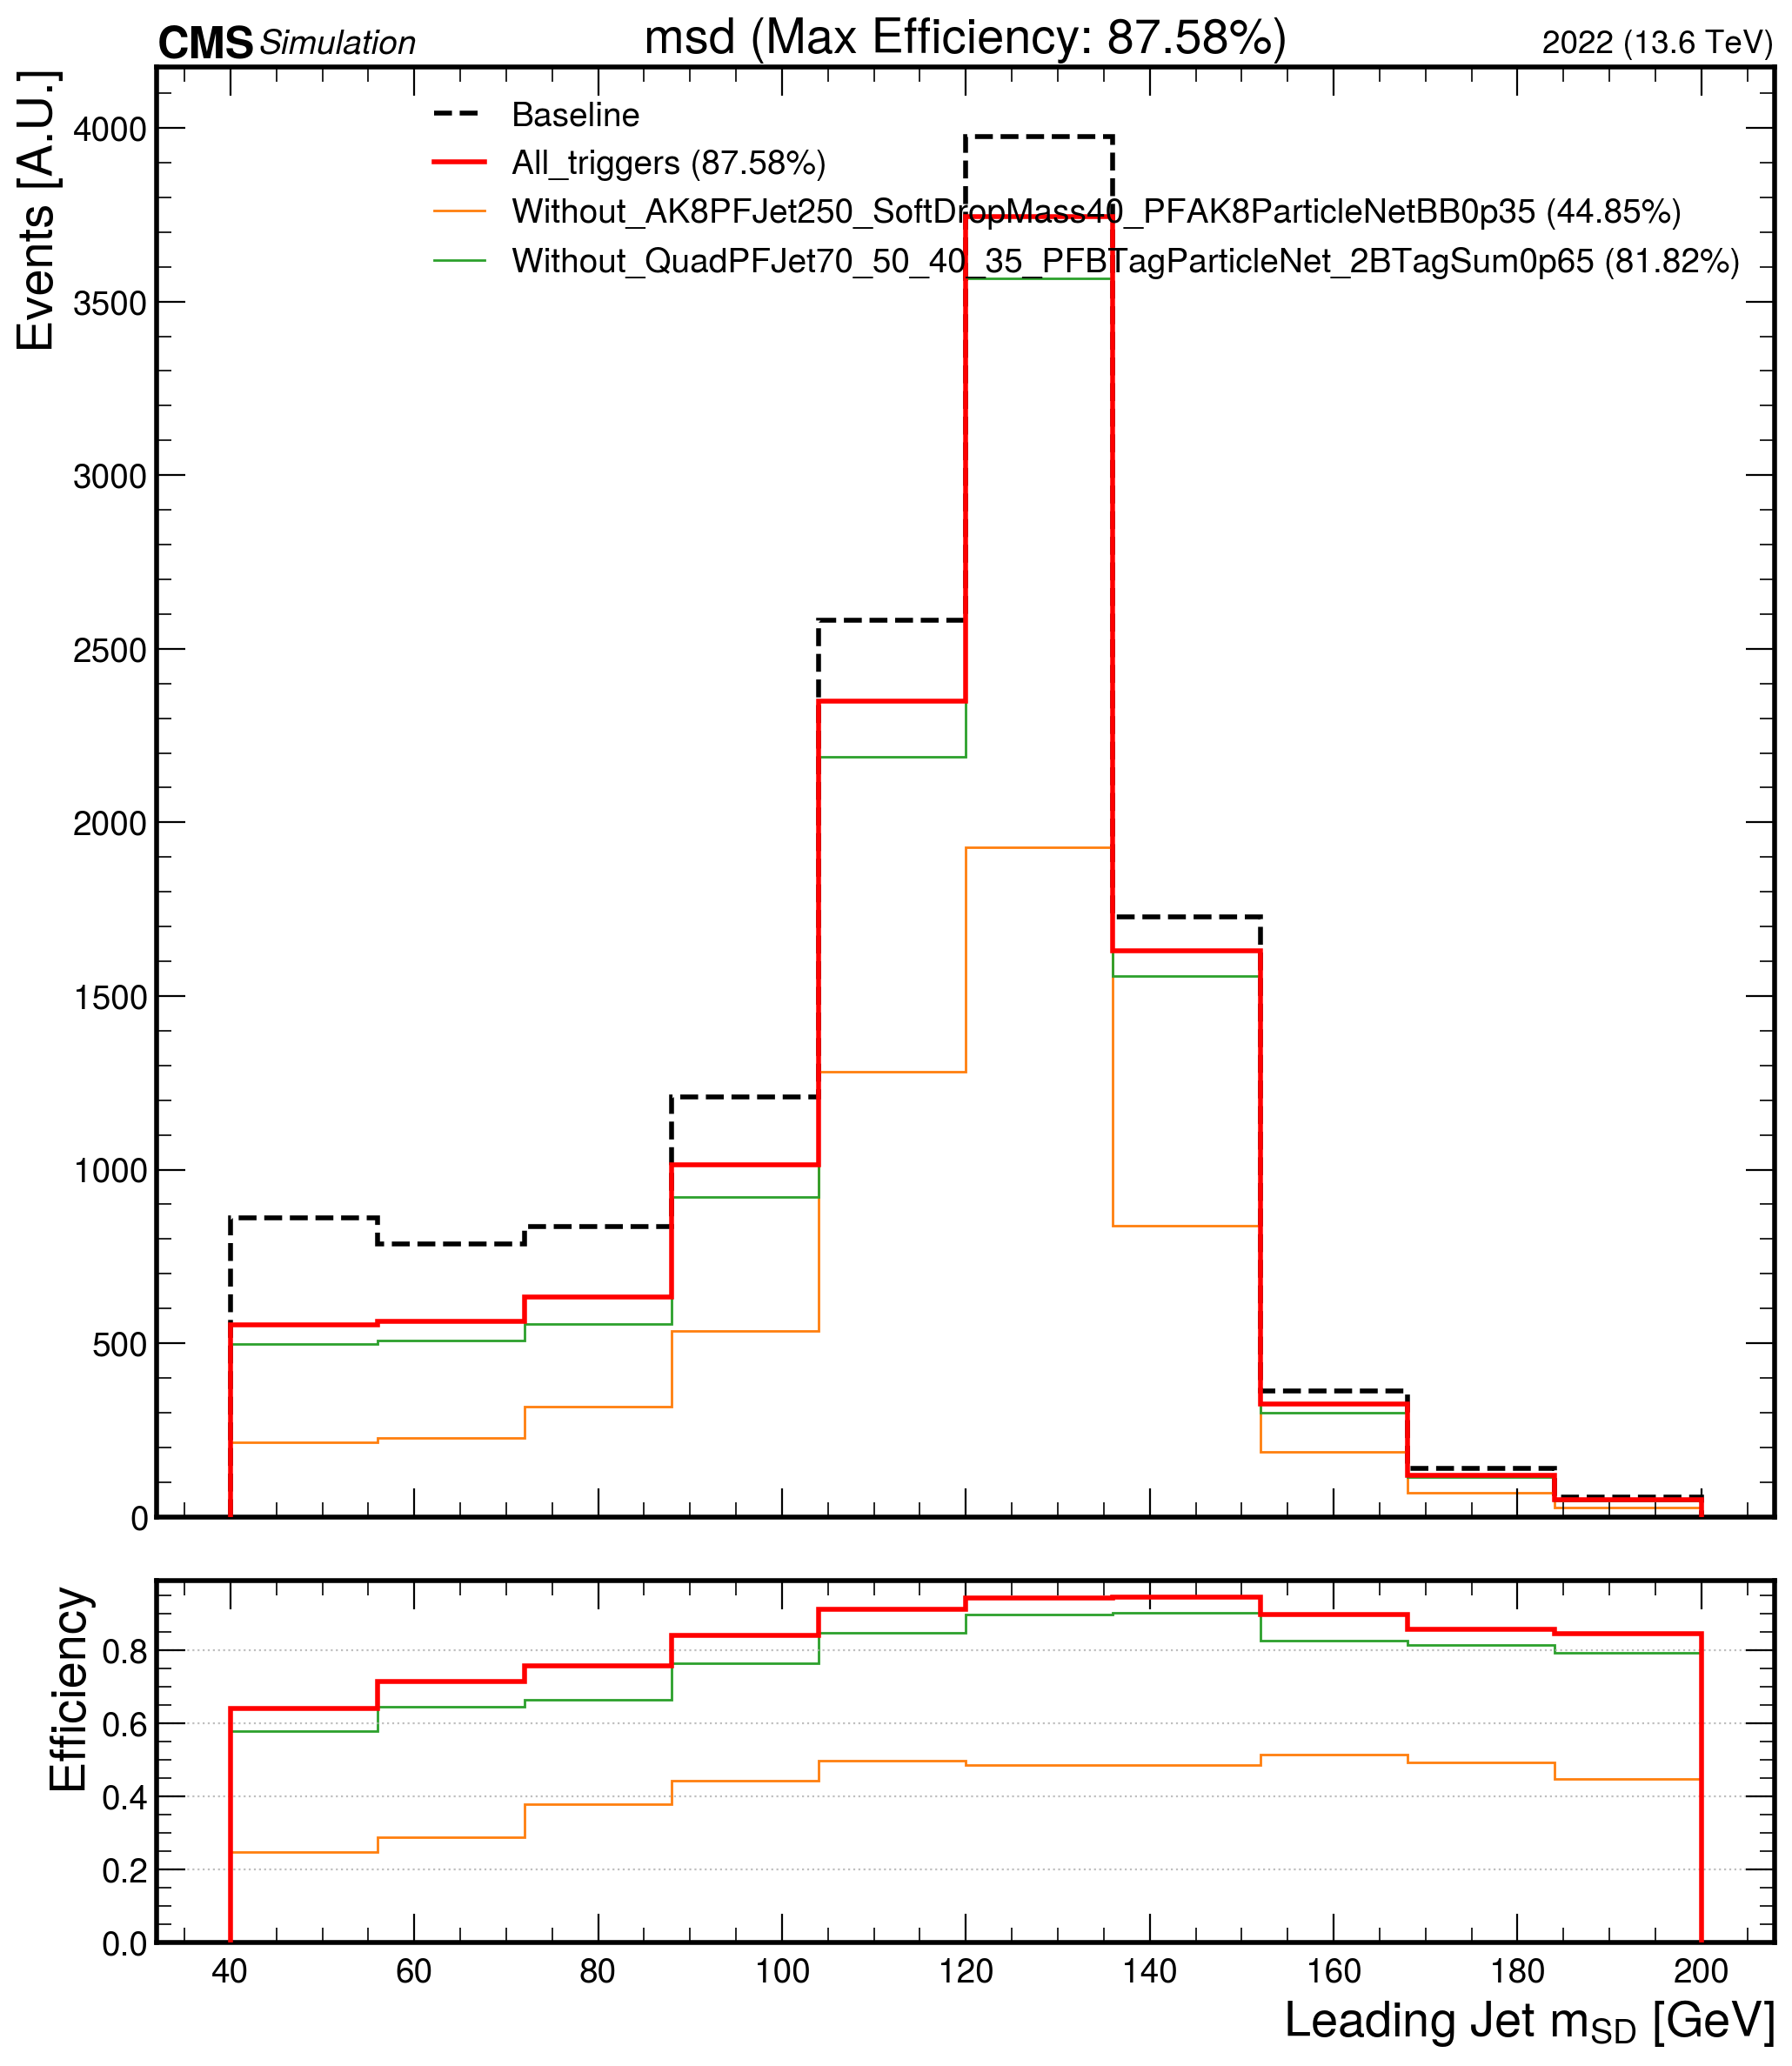 CMS Simulation msd (Max Efficiency: 87.58%) 2022 (13.6 TeV)
Events [A.U.]
Baseline
All_triggers (87.58%)
Without_AK8PFJet250_SoftDropMass40_PFAK8ParticleNetBB0p35 (44.85%)
Without_QuadPFJet70_50_40_35_PFBTagParticleNet_2BTagSum0p65 (81.82%)
4000
3500
3000
2500
2000
1500
1000
500
0
Efficiency
0.8
0.6
0.4
0.2
0.0
40 60 80 100 120 140 160 180 200
Leading Jet mSD [GeV]